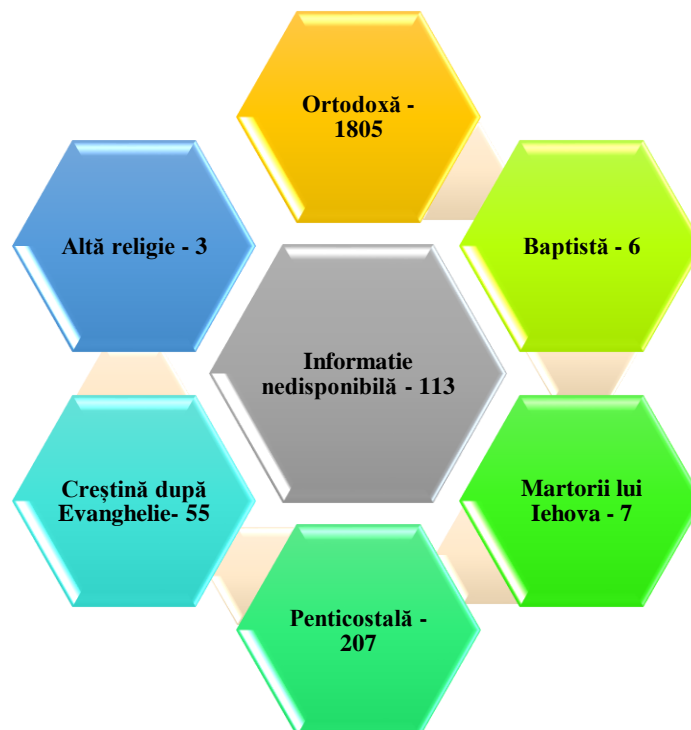 Ortodoxă -
1805
Altă religie - 3
Baptistă - 6
Informatie
nedisponibilă - 113
Creștină după
Evanghelie- 55
Martorii lui
Iehova - 7
Penticostală -
207